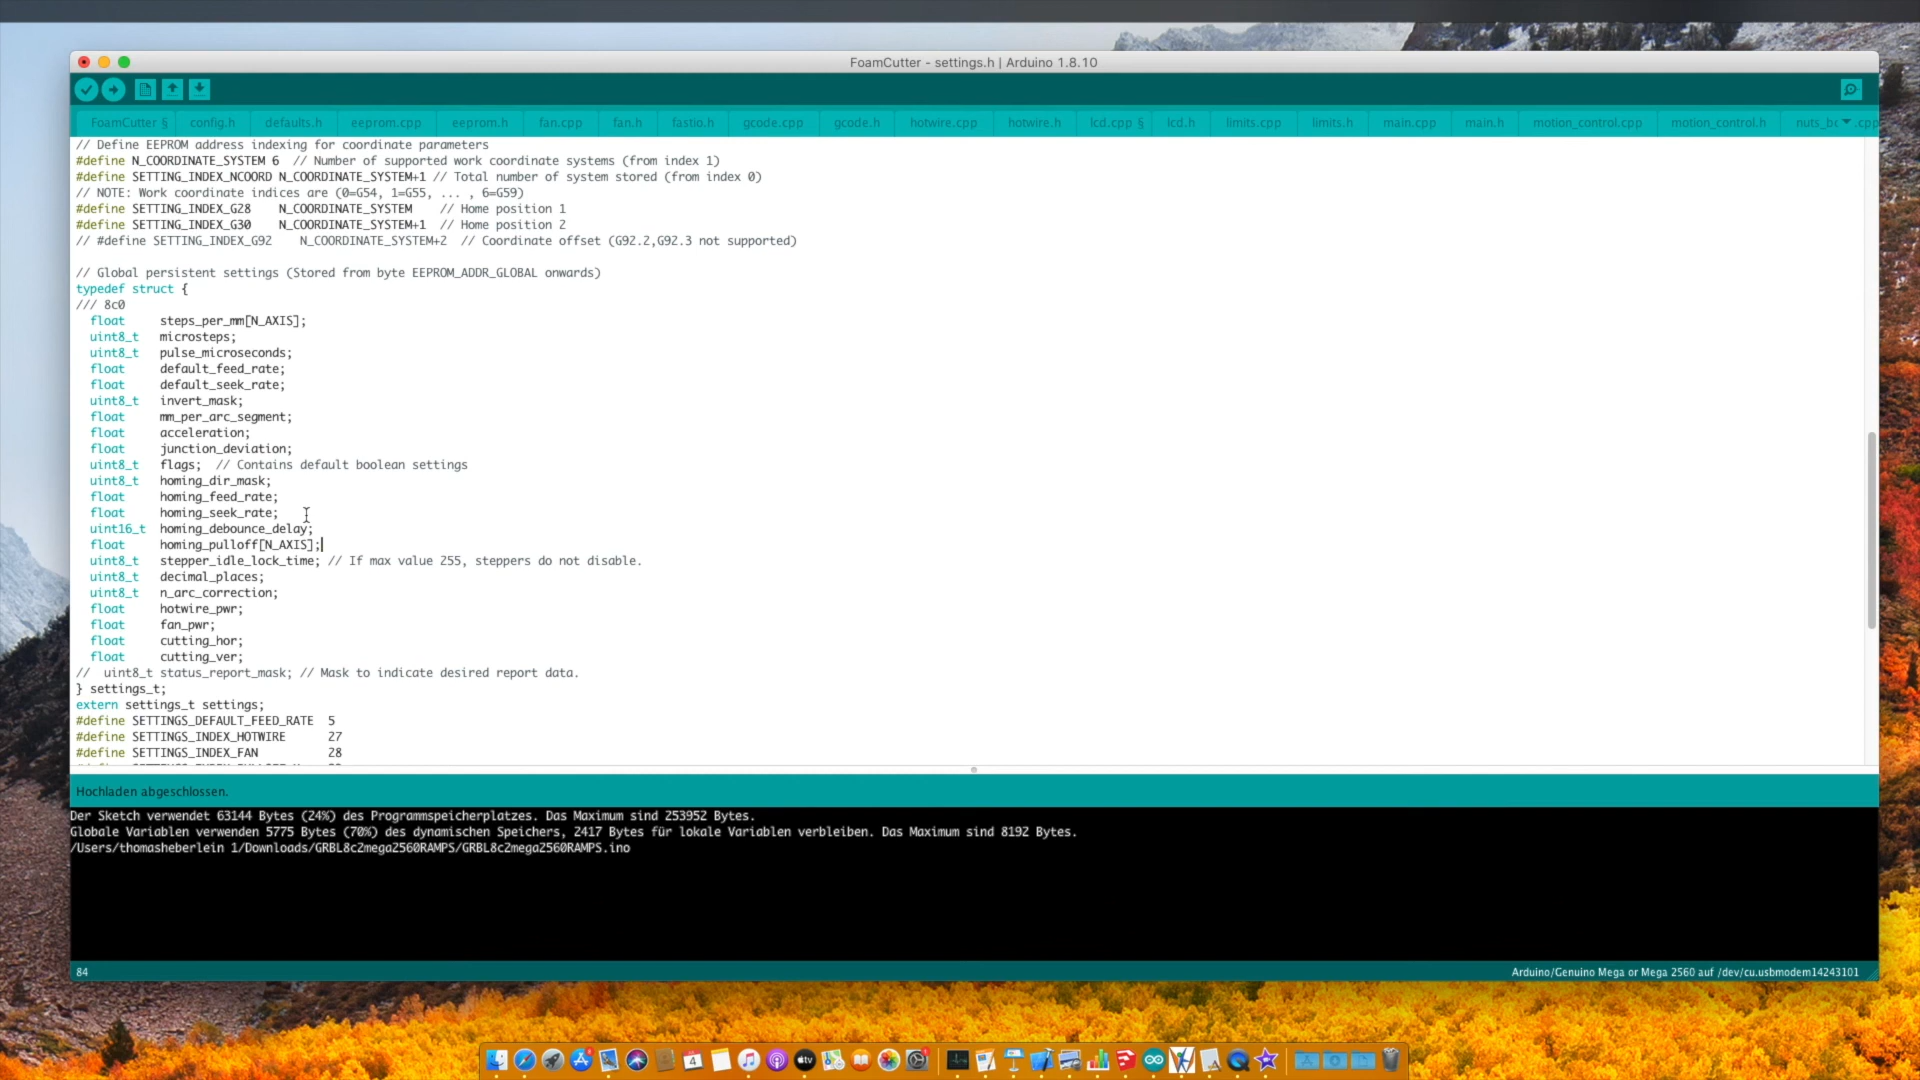 FoamCutter - settings.h | Arduino 1.8.10
FoamCutter § config.h defaults.h eeprom.cpp eeprom.h fan.cpp fan.h fastio.h gcode.cpp gcode.h hotwire.cpp hotwire.h lcd.cpp § lcd.h limits.cpp limits.h main.cpp main.h motion_control.cpp motion_control.h
// Define EEPROM address indexing for coordinate parameters
#define N_COORDINATE_SYSTEM 6 // Number of supported work coordinate systems (from index 1)
#define SETTING_INDEX_NCOORD N_COORDINATE_SYSTEM+1 // Total number of system stored (from index 0)
// NOTE: Work coordinate indices are (0=G54, 1=G55, ... , 6=G59)
#define SETTING_INDEX_G28 N_COORDINATE_SYSTEM // Home position 1
#define SETTING_INDEX_G30 N_COORDINATE_SYSTEM+1 // Home position 2
// #define SETTING_INDEX_G92 N_COORDINATE_SYSTEM+2 // Coordinate offset (G92.2,G92.3 not supported)
// Global persistent settings (Stored from byte EEPROM_ADDR_GLOBAL onwards)
typedef struct {
/// 8c0
float steps_per_mm[N_AXIS];
uint8_t microsteps;
uint8_t pulse_microseconds;
float default_feed_rate;
float default_seek_rate;
uint8_t invert_mask;
float mm_per_arc_segment;
float acceleration;
float junction_deviation;
uint8_t flags; // Contains default boolean settings
uint8_t homing_dir_mask;
float homing_feed_rate;
float homing_seek_rate;
uint16_t homing_debounce_delay;
float homing_pulloff[N_AXIS];
uint8_t stepper_idle_lock_time; // If max value 255, steppers do not disable.
uint8_t decimal_places;
uint8_t n_arc_correction;
float hotwire_pwr;
float fan_pwr;
float cutting_hor;
float cutting_ver;
// uint8_t status_report_mask; // Mask to indicate desired report data.
} settings_t;
extern settings_t settings;
#define SETTINGS_DEFAULT_FEED_RATE 5
#define SETTINGS_INDEX_HOTWIRE 27
#define SETTINGS_INDEX_FAN 28
Hochladen abgeschlossen.
Der Sketch verwendet 63144 Bytes (24%) des Programmspeicherplatzes. Das Maximum sind 253952 Bytes.
Globale Variablen verwenden 5775 Bytes (70%) des dynamischen Speichers, 2417 Bytes für lokale Variablen verbleiben. Das Maximum sind 8192 Bytes.
/Users/thomasheberlein 1/Downloads/GRBL8c2mega2560RAMPS/GRBL8c2mega2560RAMPS.ino
84 Arduino/Genuino Mega or Mega 2560 auf /dev/cu.usbmodem14243101